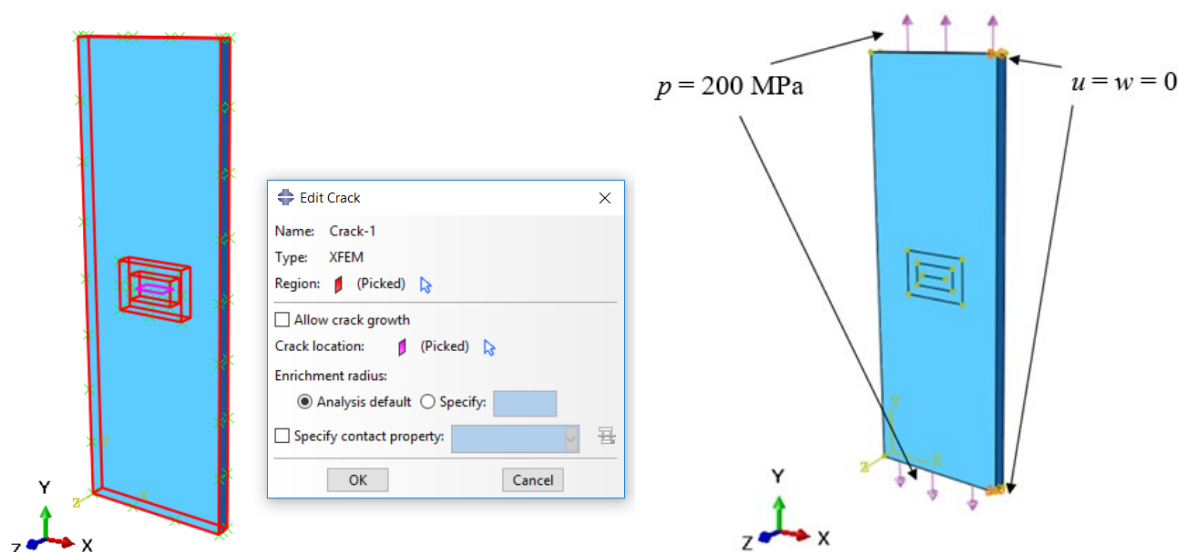 Edit Crack
Name: Crack-1
Type: XFEM
Region: (Picked)
Allow crack growth
Crack location: (Picked)
Enrichment radius:
Analysis default Specify:
Specify contact property:
OK Cancel
Y
Z X
Y
X
Z
p = 200 MPa
u = w = 0
Y
Z
X
Y
Z X